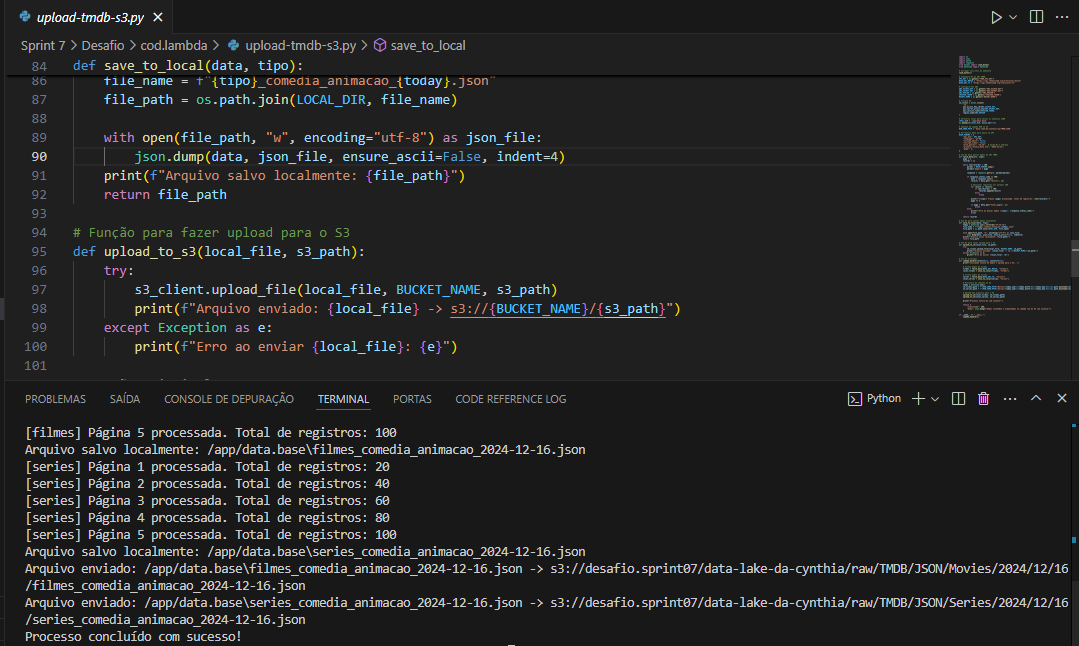 upload-tmdb-s3.py
Sprint 7 > Desafio > cod.lambda > upload-tmdb-s3.py > save_to_local
84 def save_to_local(data, tipo):
86 file_name = f"{tipo}_comedia_animacao_{today}.json"
87 file_path = os.path.join(LOCAL_DIR, file_name)
88
89 with open(file_path, "w", encoding="utf-8") as json_file:
90 json.dump(data, json_file, ensure_ascii=False, indent=4)
91 print(f"Arquivo salvo localmente: {file_path}")
92 return file_path
93
94 # Função para fazer upload para o S3
95 def upload_to_s3(local_file, s3_path):
96 try:
97 s3_client.upload_file(local_file, BUCKET_NAME, s3_path)
98 print(f"Arquivo enviado: {local_file} -> s3://{BUCKET_NAME}/{s3_path}")
99 except Exception as e:
100 print(f"Erro ao enviar {local_file}: {e}")
101
PROBLEMAS SAÍDA CONSOLE DE DEPURAÇÃO TERMINAL PORTAS CODE REFERENCE LOG Python
[filmes] Página 5 processada. Total de registros: 100
Arquivo salvo localmente: /app/data.base\filmes_comedia_animacao_2024-12-16.json
[series] Página 1 processada. Total de registros: 20
[series] Página 2 processada. Total de registros: 40
[series] Página 3 processada. Total de registros: 60
[series] Página 4 processada. Total de registros: 80
[series] Página 5 processada. Total de registros: 100
Arquivo salvo localmente: /app/data.base\series_comedia_animacao_2024-12-16.json
Arquivo enviado: /app/data.base\filmes_comedia_animacao_2024-12-16.json -> s3://desafio.sprint07/data-lake-da-cynthia/raw/TMDB/JSON/Movies/2024/12/16
/filmes_comedia_animacao_2024-12-16.json
Arquivo enviado: /app/data.base\series_comedia_animacao_2024-12-16.json -> s3://desafio.sprint07/data-lake-da-cynthia/raw/TMDB/JSON/Series/2024/12/16
/series_comedia_animacao_2024-12-16.json
Processo concluído com sucesso!